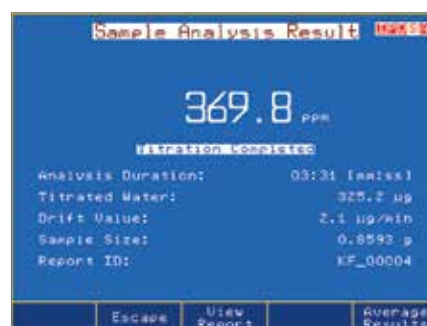 Sample Analysis Result
369.8 ppm
Titration Completed
Analysis Duration: 03:31 [mm:ss]
Titrated Water: 325.2 µg
Drift Value: 2.1 µg/min
Sample Size: 0.8593 g
Report ID: KF_00004
Escape View Report Average Results